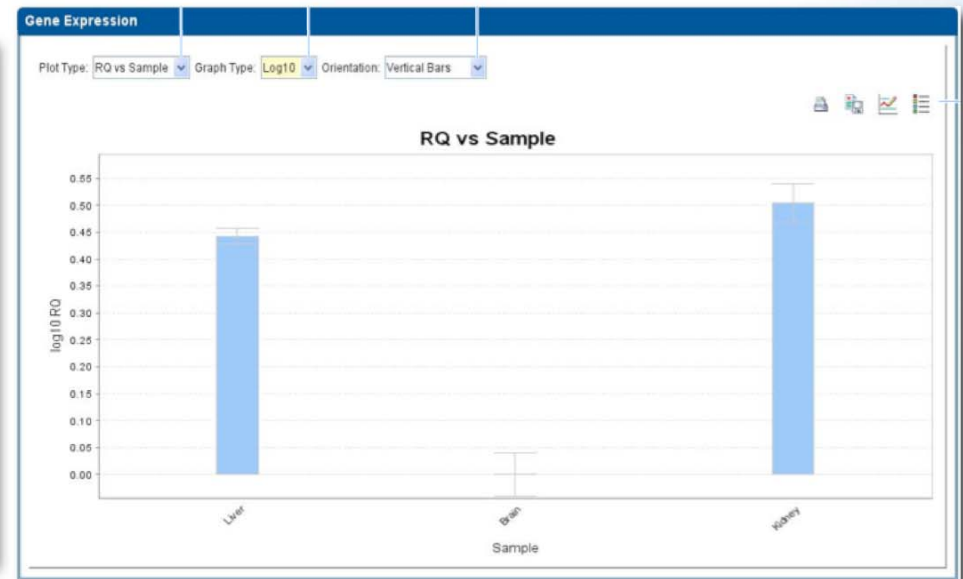 Gene Expression
Plot Type: RQ vs Sample Graph Type: Log10 Orientation: Vertical Bars
RQ vs Sample
0.55
0.50
0.45
0.40
0.35
0.30
0.25
0.20
0.15
0.10
0.05
0.00
log10 RQ
Liver
Brain
Kidney
Sample